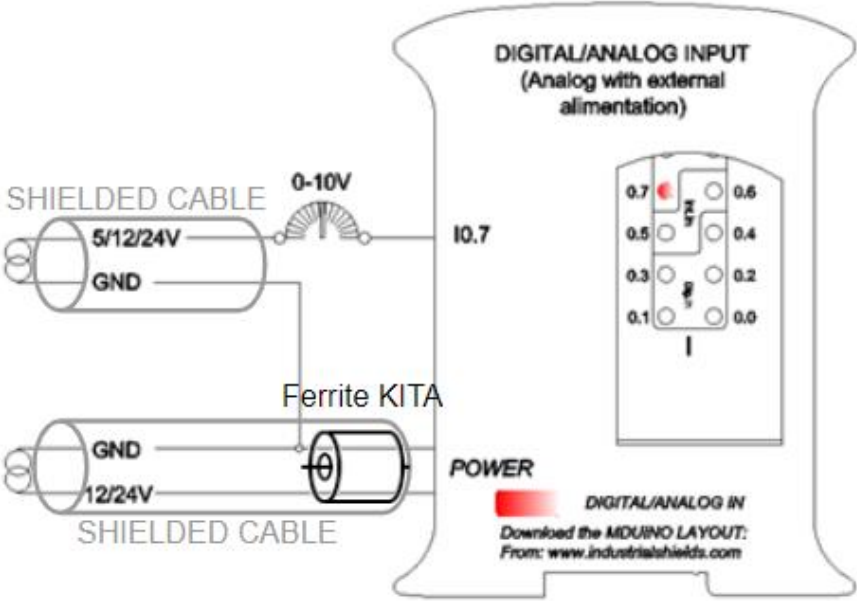 DIGITAL/ANALOG INPUT
(Analog with external
alimentation)
0-10V
SHIELDED CABLE
5/12/24V
I0.7
GND
0.7
0.6
0.5
0.4
0.3
0.2
0.1
0.0
I
Ferrite KITA
GND
12/24V
SHIELDED CABLE
POWER
DIGITAL/ANALOG IN
Download the MDUINO LAYOUT:
From: www.industrialshields.com